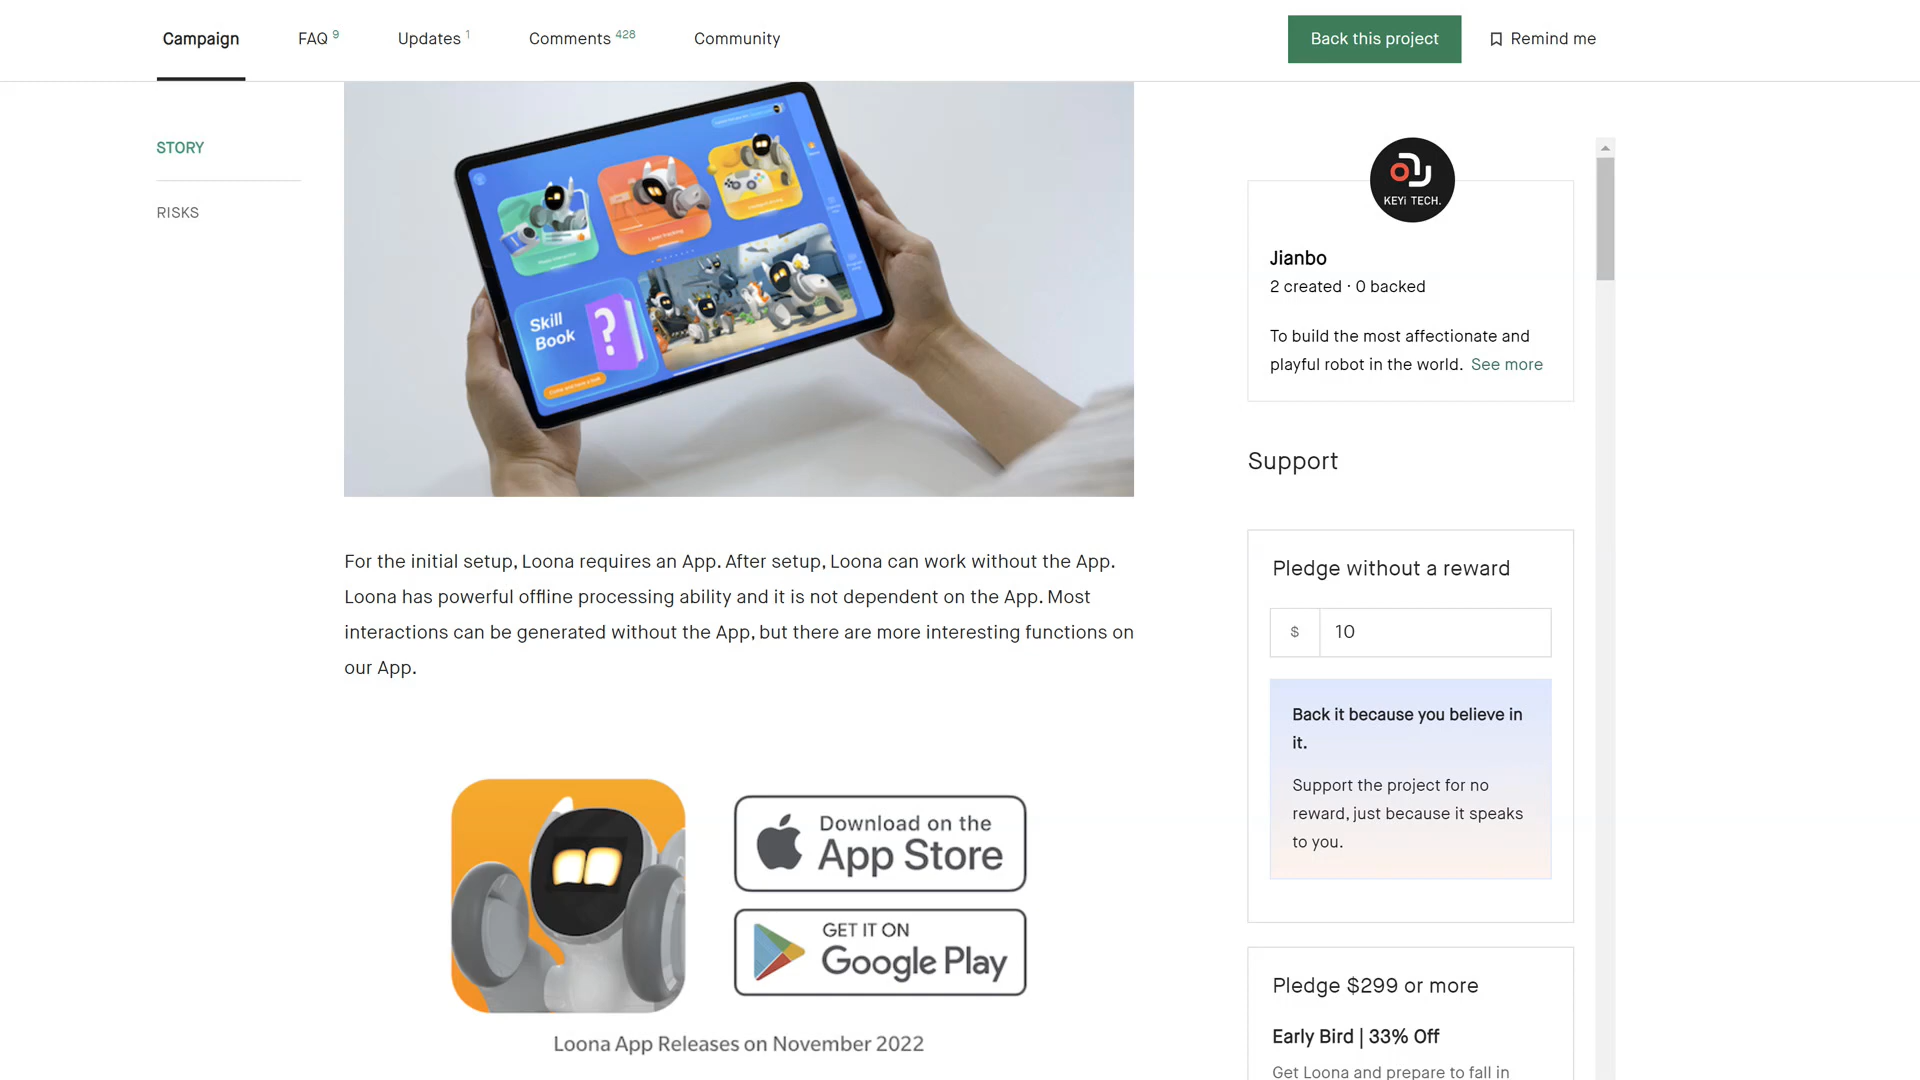 Campaign
FAQ 9
Updates 1
Comments 428
Community
Back this project
Remind me
STORY
RISKS
Skill
Book
KEYi TECH.
Jianbo
2 created · 0 backed
To build the most affectionate and
playful robot in the world. See more
Support
For the initial setup, Loona requires an App. After setup, Loona can work without the App.
Loona has powerful offline processing ability and it is not dependent on the App. Most
interactions can be generated without the App, but there are more interesting functions on
our App.
Download on the
App Store
GET IT ON
Google Play
Loona App Releases on November 2022
Pledge without a reward
$ 10
Back it because you believe in
it.
Support the project for no
reward, just because it speaks
to you.
Pledge $299 or more
Early Bird | 33% Off
Get Loona and prepare to fall in